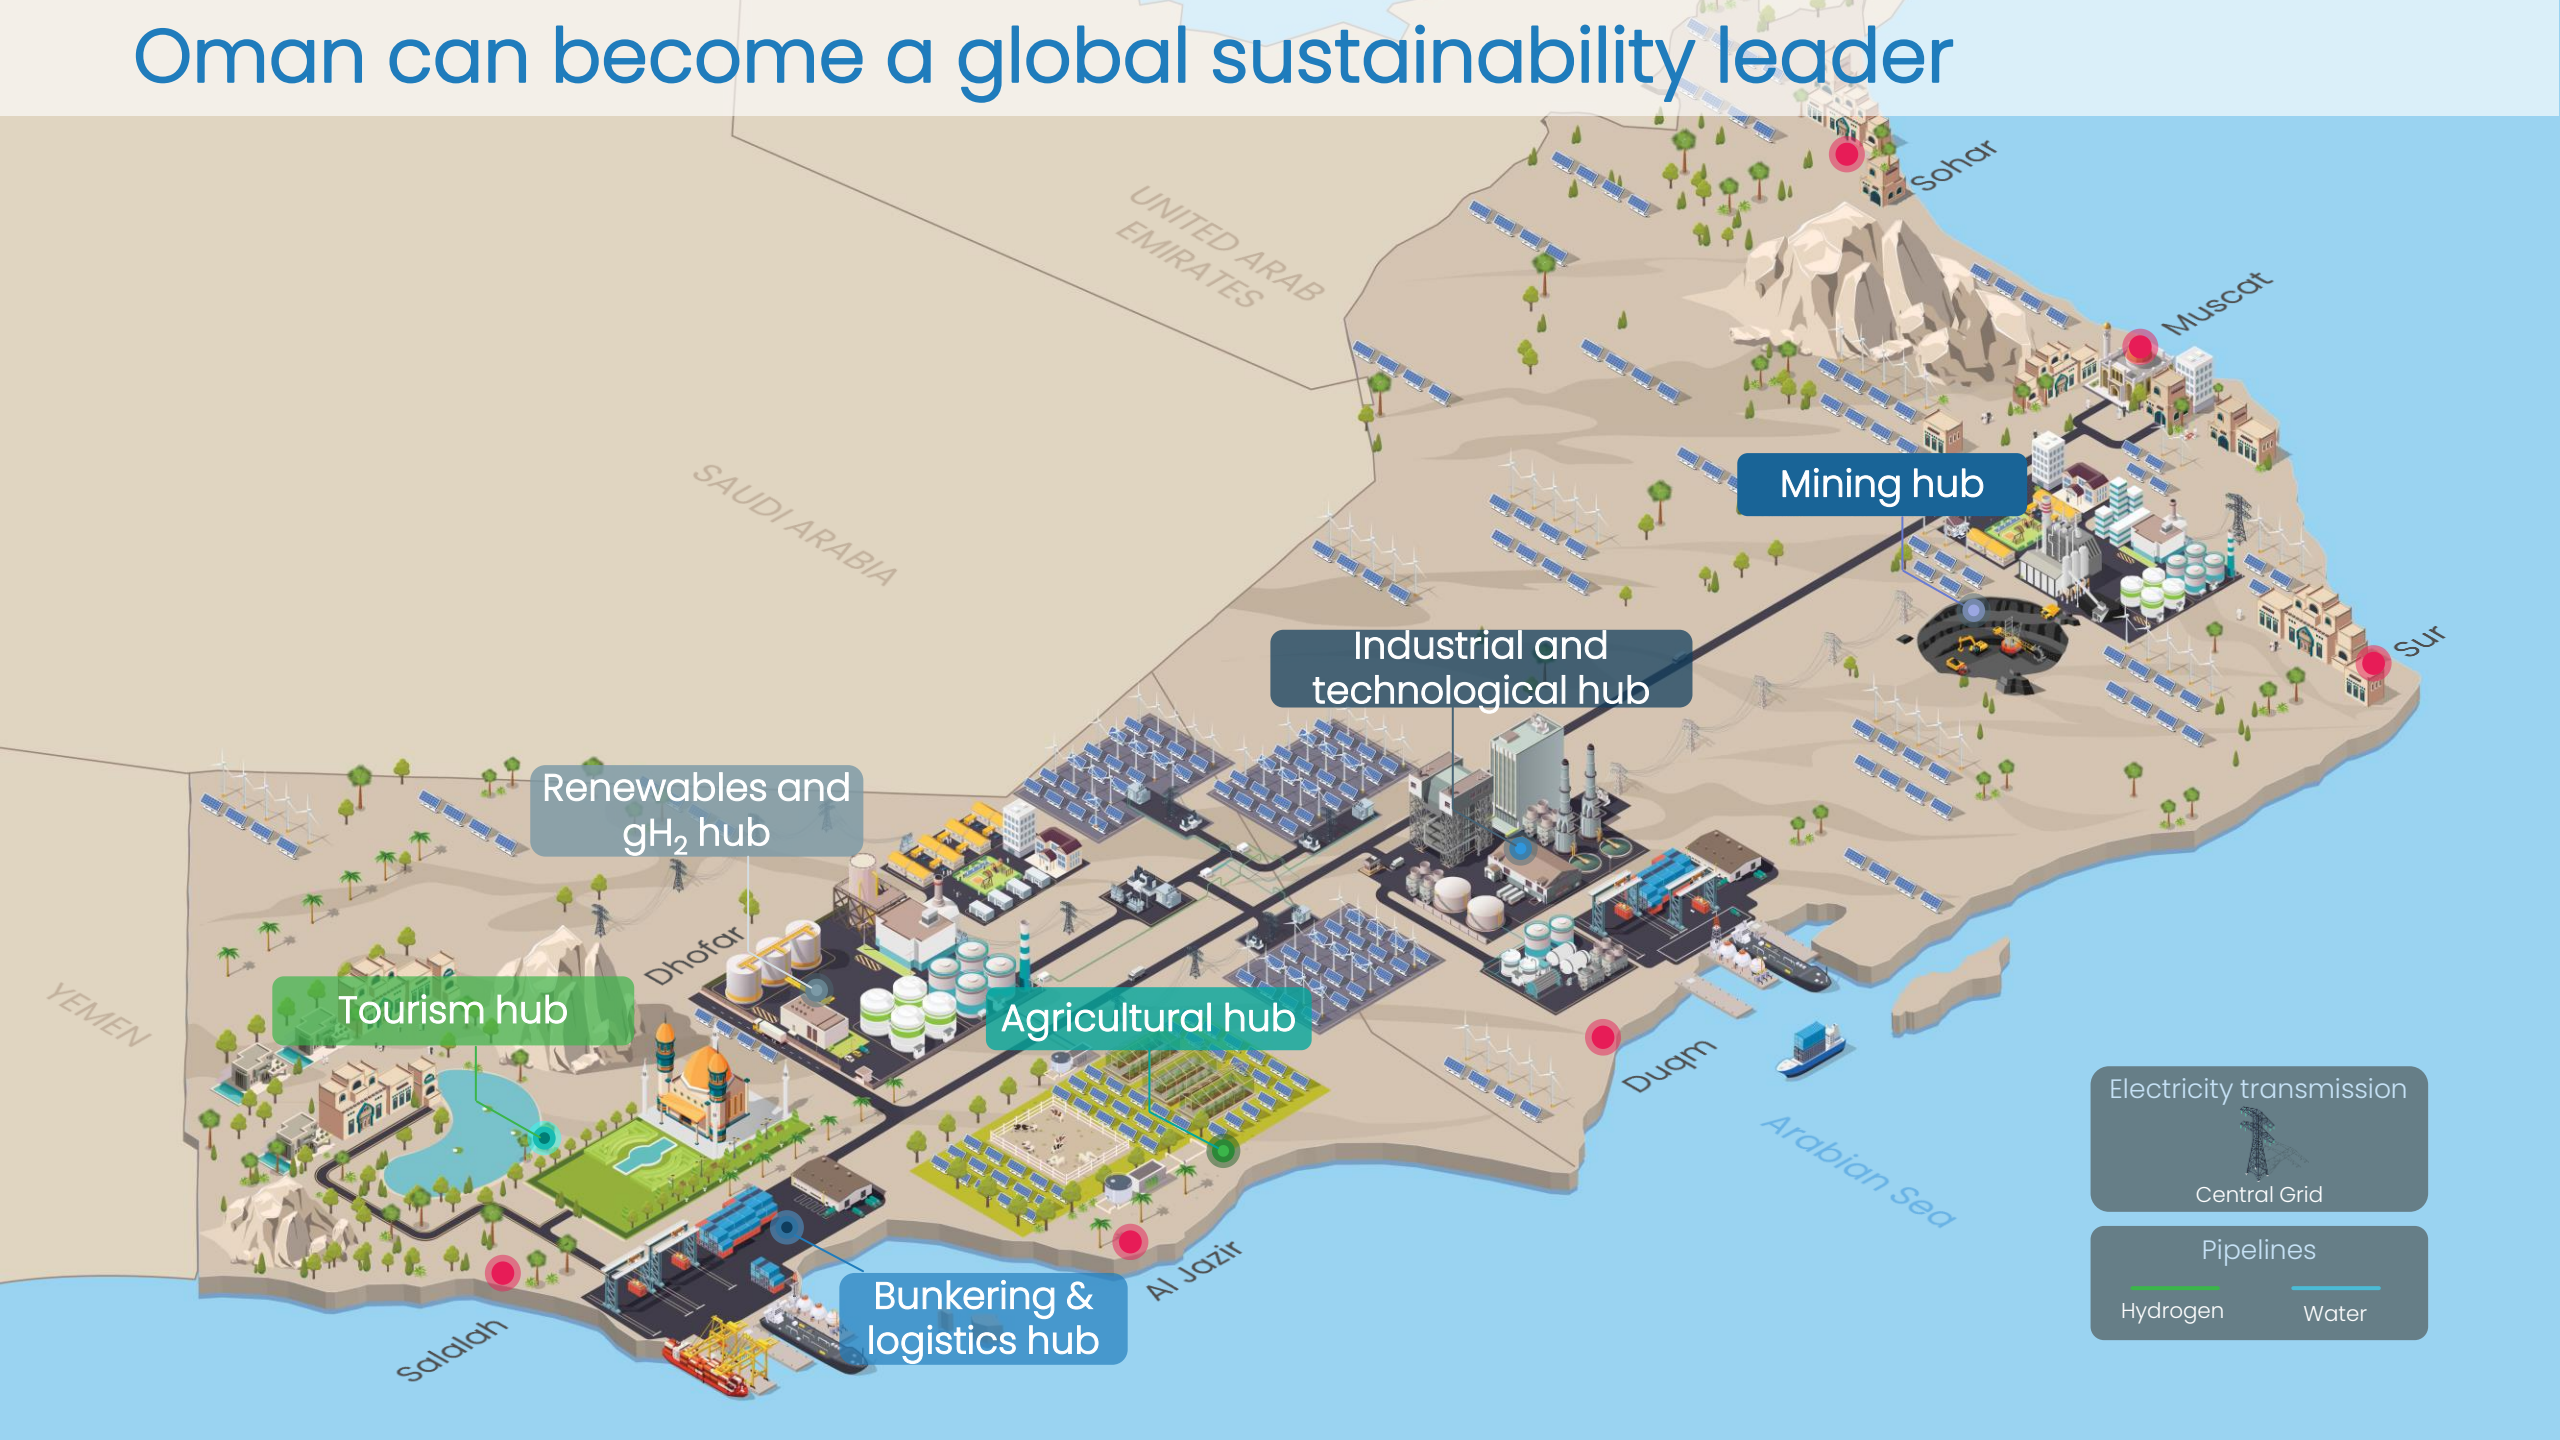 Oman can become a global sustainability leader
Sohar
UNITED ARAB
EMIRATES
Muscat
SAUDI ARABIA
Mining hub
Industrial and
technological hub
Sur
Renewables and
gH₂ hub
Dhofar
Tourism hub
YEMEN
Agricultural hub
Duqm
Arabian Sea
Al Jazir
Bunkering &
logistics hub
Salalah
Electricity transmission
Central Grid
Pipelines
Hydrogen
Water